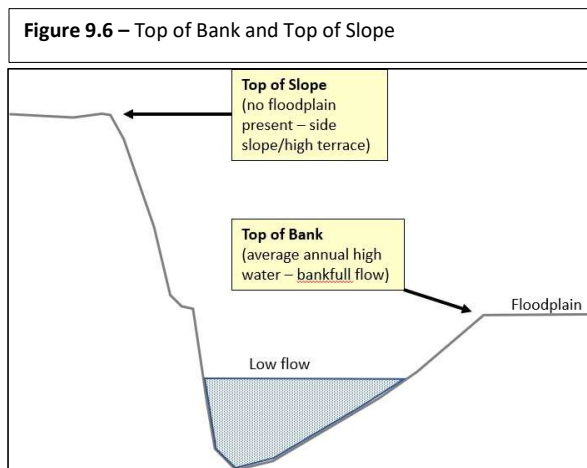 Figure 9.6 – Top of Bank and Top of Slope
Top of Slope
(no floodplain
present – side
slope/high terrace)
Top of Bank
(average annual high
water – bankfull flow)
Floodplain
Low flow